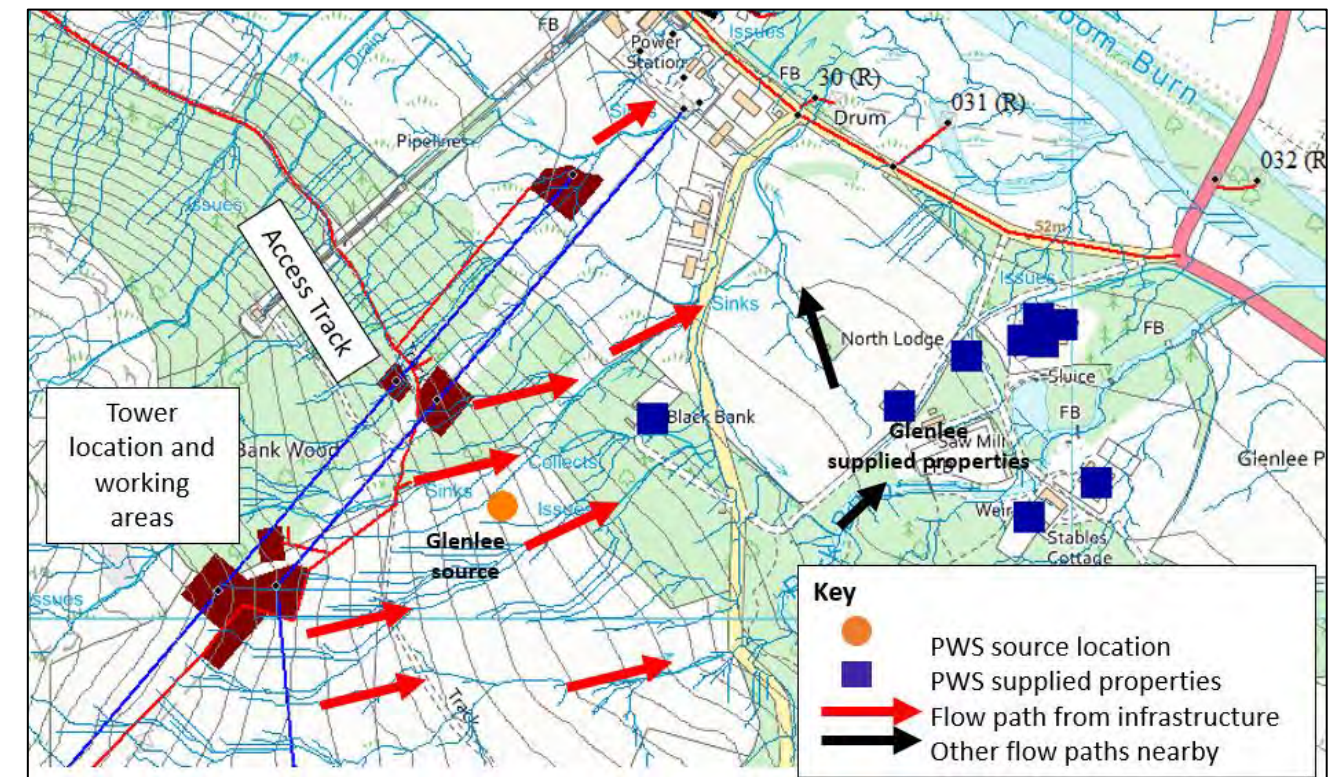 FB
Issues
Drain
Power
Station
FB
30 (R)
Drum
031 (R)
oom Burn
032 (R
Pipelines
Issues
52m
Access Track
Issues
Sinks
North Lodge
FB
Sluice
Tower
location and
working
areas
Black Bank
FB
Bank Wood
Saw Mill
Glenlee
supplied properties
Glenlee P
Collects
Sinks
Issues
Weir
Glenlee
source
Stables
Cottage
Issues
Track
Key
PWS source location
PWS supplied properties
Flow path from infrastructure
Other flow paths nearby